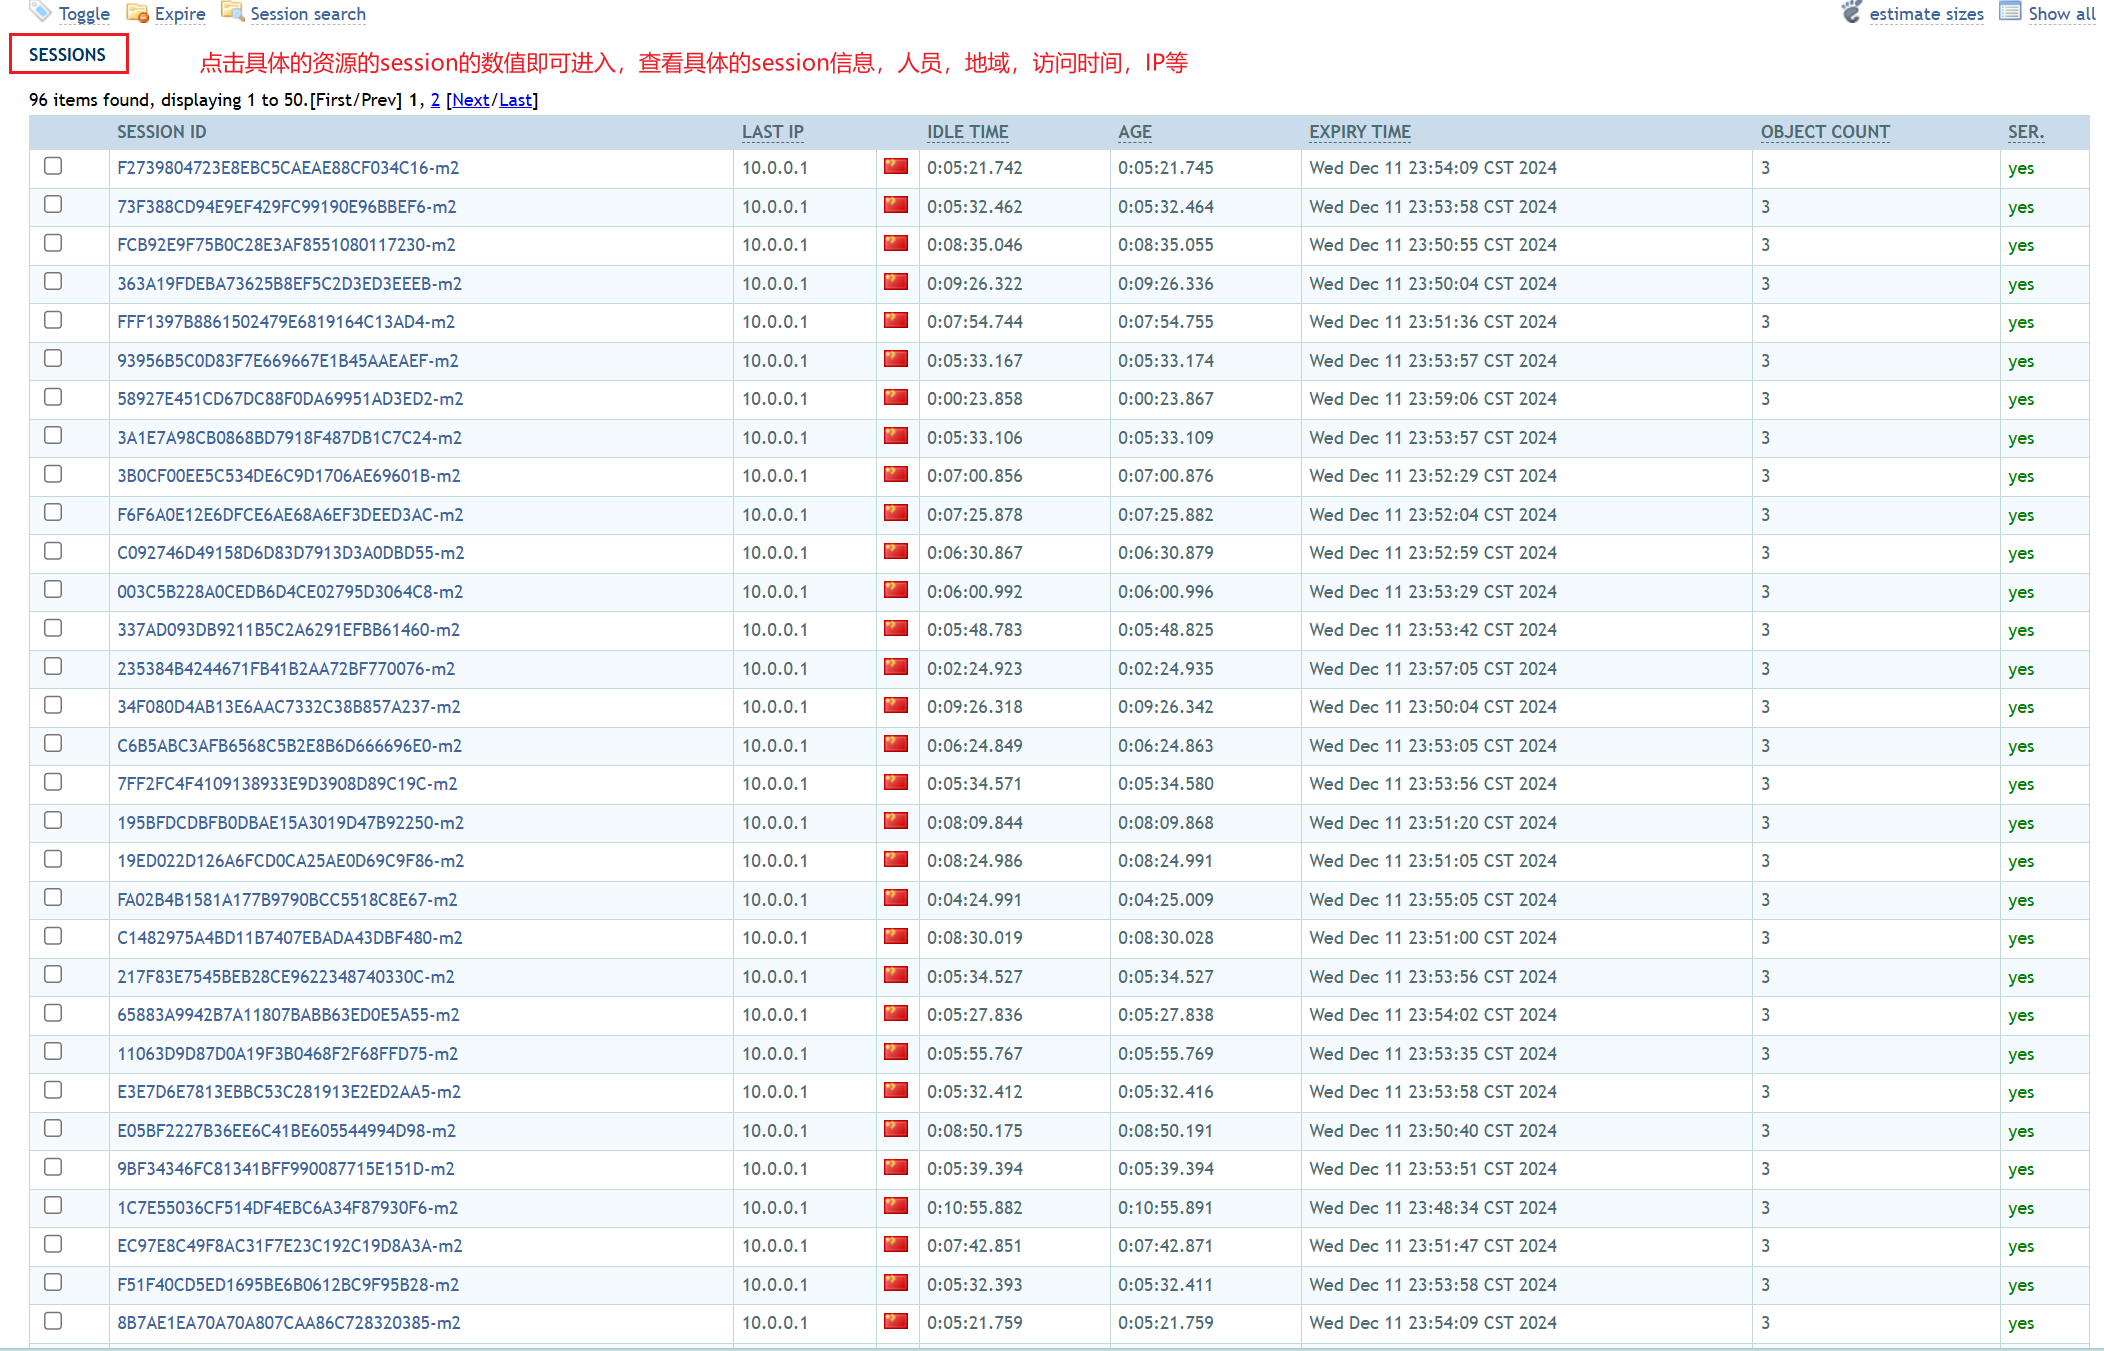 Toggle Expire Session search estimate sizes Show all
SESSIONS
点击具体的资源的session的数值即可进入，查看具体的session信息，人员，地域，访问时间，IP等
96 items found, displaying 1 to 50.[First/Prev] 1, 2 [Next/Last]
SESSION ID LAST IP IDLE TIME AGE EXPIRY TIME OBJECT COUNT SER.
F2739804723E8EBC5CAEAE88CF034C16-m2 10.0.0.1 0:05:21.742 0:05:21.745 Wed Dec 11 23:54:09 CST 2024 3 yes
73F388CD94E9EF429FC99190E96BBEF6-m2 10.0.0.1 0:05:32.462 0:05:32.464 Wed Dec 11 23:53:58 CST 2024 3 yes
FCB92E9F75B0C28E3AF8551080117230-m2 10.0.0.1 0:08:35.046 0:08:35.055 Wed Dec 11 23:50:55 CST 2024 3 yes
363A19FDEBA73625B8EF5C2D3ED3EEEB-m2 10.0.0.1 0:09:26.322 0:09:26.336 Wed Dec 11 23:50:04 CST 2024 3 yes
FFF1397B8861502479E6819164C13AD4-m2 10.0.0.1 0:07:54.744 0:07:54.755 Wed Dec 11 23:51:36 CST 2024 3 yes
93956B5C0D83F7E669667E1B45AAEAEF-m2 10.0.0.1 0:05:33.167 0:05:33.174 Wed Dec 11 23:53:57 CST 2024 3 yes
58927E451CD67DC88F0DA69951AD3ED2-m2 10.0.0.1 0:00:23.858 0:00:23.867 Wed Dec 11 23:59:06 CST 2024 3 yes
3A1E7A98CB0868BD7918F487DB1C7C24-m2 10.0.0.1 0:05:33.106 0:05:33.109 Wed Dec 11 23:53:57 CST 2024 3 yes
3B0CF00EE5C534DE6C9D1706AE69601B-m2 10.0.0.1 0:07:00.856 0:07:00.876 Wed Dec 11 23:52:29 CST 2024 3 yes
F6F6A0E12E6DFCE6AE68A6EF3DEED3AC-m2 10.0.0.1 0:07:25.878 0:07:25.882 Wed Dec 11 23:52:04 CST 2024 3 yes
C092746D49158D6D83D7913D3A0DBD55-m2 10.0.0.1 0:06:30.867 0:06:30.879 Wed Dec 11 23:52:59 CST 2024 3 yes
003C5B228A0CEDB6D4CE02795D3064C8-m2 10.0.0.1 0:06:00.992 0:06:00.996 Wed Dec 11 23:53:29 CST 2024 3 yes
337AD093DB9211B5C2A6291EFBB61460-m2 10.0.0.1 0:05:48.783 0:05:48.825 Wed Dec 11 23:53:42 CST 2024 3 yes
235384B4244671FB41B2AA72BF770076-m2 10.0.0.1 0:02:24.923 0:02:24.935 Wed Dec 11 23:57:05 CST 2024 3 yes
34F080D4AB13E6AAC7332C38B857A237-m2 10.0.0.1 0:09:26.318 0:09:26.342 Wed Dec 11 23:50:04 CST 2024 3 yes
C6B5ABC3AFB6568C5B2E8B6D666696E0-m2 10.0.0.1 0:06:24.849 0:06:24.863 Wed Dec 11 23:53:05 CST 2024 3 yes
7FF2FC4F4109138933E9D3908D89C19C-m2 10.0.0.1 0:05:34.571 0:05:34.580 Wed Dec 11 23:53:56 CST 2024 3 yes
195BFDCDBFB0DBAE15A3019D47B92250-m2 10.0.0.1 0:08:09.844 0:08:09.868 Wed Dec 11 23:51:20 CST 2024 3 yes
19ED022D126A6FCD0CA25AE0D69C9F86-m2 10.0.0.1 0:08:24.986 0:08:24.991 Wed Dec 11 23:51:05 CST 2024 3 yes
FA02B4B1581A177B9790BCC5518C8E67-m2 10.0.0.1 0:04:24.991 0:04:25.009 Wed Dec 11 23:55:05 CST 2024 3 yes
C1482975A4BD11B7407EBADA43DBF480-m2 10.0.0.1 0:08:30.019 0:08:30.028 Wed Dec 11 23:51:00 CST 2024 3 yes
217F83E7545BEB28CE9622348740330C-m2 10.0.0.1 0:05:34.527 0:05:34.527 Wed Dec 11 23:53:56 CST 2024 3 yes
65883A9942B7A11807BABB63ED0E5A55-m2 10.0.0.1 0:05:27.836 0:05:27.838 Wed Dec 11 23:54:02 CST 2024 3 yes
11063D9D87D0A19F3B0468F2F68FFD75-m2 10.0.0.1 0:05:55.767 0:05:55.769 Wed Dec 11 23:53:35 CST 2024 3 yes
E3E7D6E7813EBBC53C281913E2ED2AA5-m2 10.0.0.1 0:05:32.412 0:05:32.416 Wed Dec 11 23:53:58 CST 2024 3 yes
E05BF2227B36EE6C41BE605544994D98-m2 10.0.0.1 0:08:50.175 0:08:50.191 Wed Dec 11 23:50:40 CST 2024 3 yes
9BF34346FC81341BFF990087715E151D-m2 10.0.0.1 0:05:39.394 0:05:39.394 Wed Dec 11 23:53:51 CST 2024 3 yes
1C7E55036CF514DF4EBC6A34F87930F6-m2 10.0.0.1 0:10:55.882 0:10:55.891 Wed Dec 11 23:48:34 CST 2024 3 yes
EC97E8C49F8AC31F7E23C192C19D8A3A-m2 10.0.0.1 0:07:42.851 0:07:42.871 Wed Dec 11 23:51:47 CST 2024 3 yes
F51F40CD5ED1695BE6B0612BC9F95B28-m2 10.0.0.1 0:05:32.393 0:05:32.411 Wed Dec 11 23:53:58 CST 2024 3 yes
8B7AE1EA70A70A807CAA86C728320385-m2 10.0.0.1 0:05:21.759 0:05:21.759 Wed Dec 11 23:54:09 CST 2024 3 yes